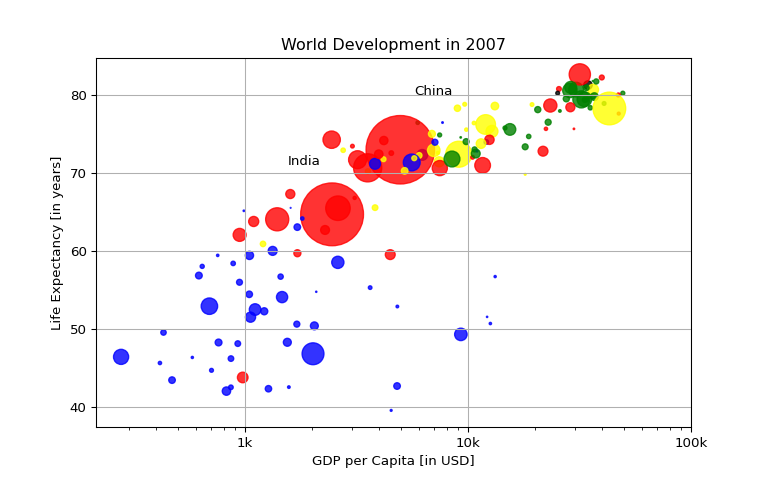 World Development in 2007
China
India
80
70
60
50
40
Life Expectancy [in years]
1k
10k
100k
GDP per Capita [in USD]